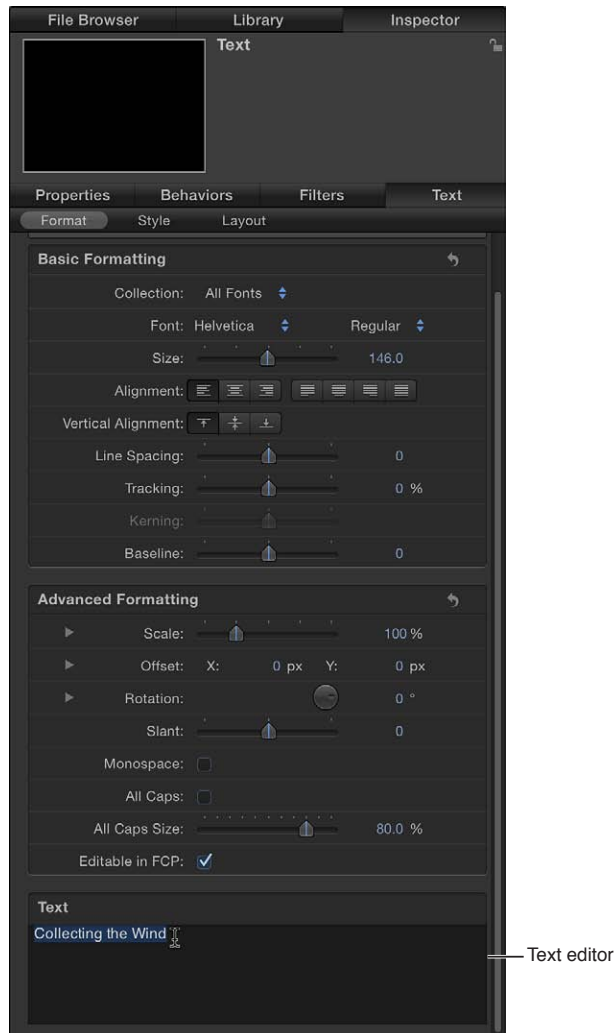 File Browser Library Inspector
Text
Properties Behaviors Filters Text
Format Style Layout
Basic Formatting
Collection: All Fonts
Font: Helvetica Regular
Size: 146.0
Alignment:
Vertical Alignment:
Line Spacing: 0
Tracking: 0 %
Kerning:
Baseline: 0
Advanced Formatting
Scale: 100 %
Offset: X: 0 px Y: 0 px
Rotation: 0 °
Slant: 0
Monospace:
All Caps:
All Caps Size: 80.0 %
Editable in FCP:
Text
Collecting the Wind
Text editor